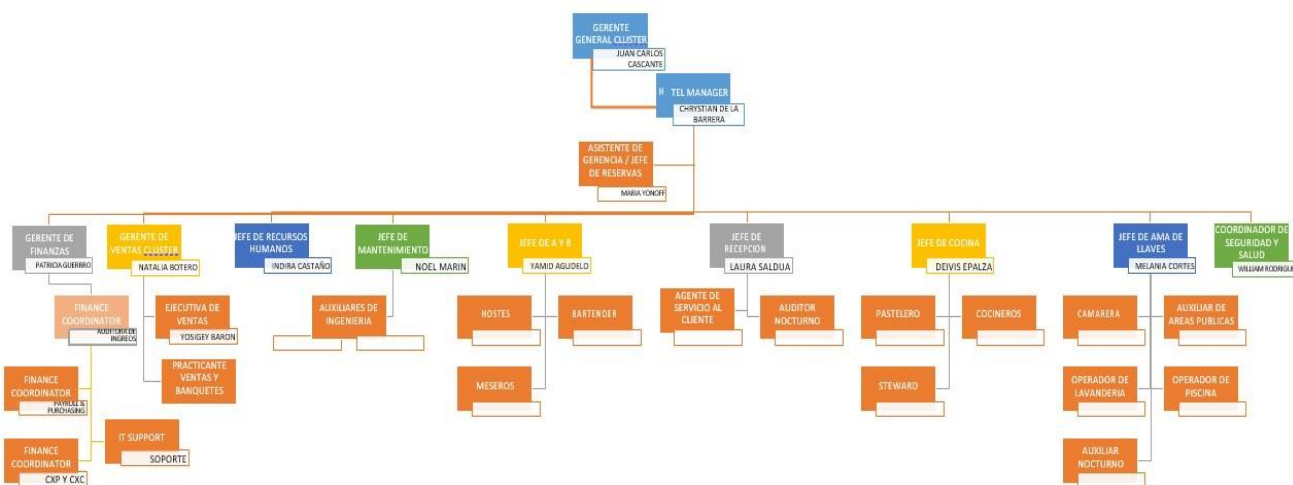 GERENTE
GENERAL CLUSTER
JUAN CARLOS
CASCANTE
H TEL MANAGER
CHRYSTIAN DE LA
BARRERA
ASISTENTE DE
GERENCIA / JEFE
DE RESERVAS
MARIA YONOFF
GERENTE DE
FINANZAS
PATRICIA GUERRRO
GERENTE DE
VENTAS CLUSTER
NATALIA BOTERO
JEFE DE RECURSOS
HUMANOS
INDIRA CASTAÑO
JEFE DE
MANTENIMIENTO
NOEL MARIN
JEFE DE A Y B
YAMID AGUDELO
JEFE DE
RECEPCION
LAURA SALDUA
JEFE DE COCINA
DEIVIS EPALZA
JEFE DE AMA DE
LLAVES
MELANIA CORTES
COORDINADOR DE
SEGURIDAD Y
SALUD
WILLIAM RODRIGU
FINANCE
COORDINATOR
AUDITORIA DE
INGREOS
EJECUTIVA DE
VENTAS
YOSIGEY BARON
PRACTICANTE
VENTAS Y
BANQUETES
FINANCE
COORDINATOR
PAYROLL &
PURCHASING
FINANCE
COORDINATOR
CXP Y CXC
IT SUPPORT
SOPORTE
AUXILIARES DE
INGENIERIA
HOSTES
BARTENDER
MESEROS
AGENTE DE
SERVICIO AL
CLIENTE
AUDITOR
NOCTURNO
PASTELERO
COCINEROS
STEWARD
CAMARERA
AUXILIAR DE
AREAS PUBLICAS
OPERADOR DE
LAVANDERIA
OPERADOR DE
PISCINA
AUXILIAR
NOCTURNO